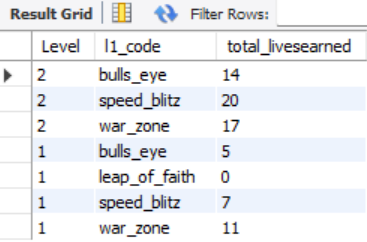 Result Grid Filter Rows:
Level l1_code total_livesearned
2 bulls_eye 14
2 speed_blitz 20
2 war_zone 17
1 bulls_eye 5
1 leap_of_faith 0
1 speed_blitz 7
1 war_zone 11